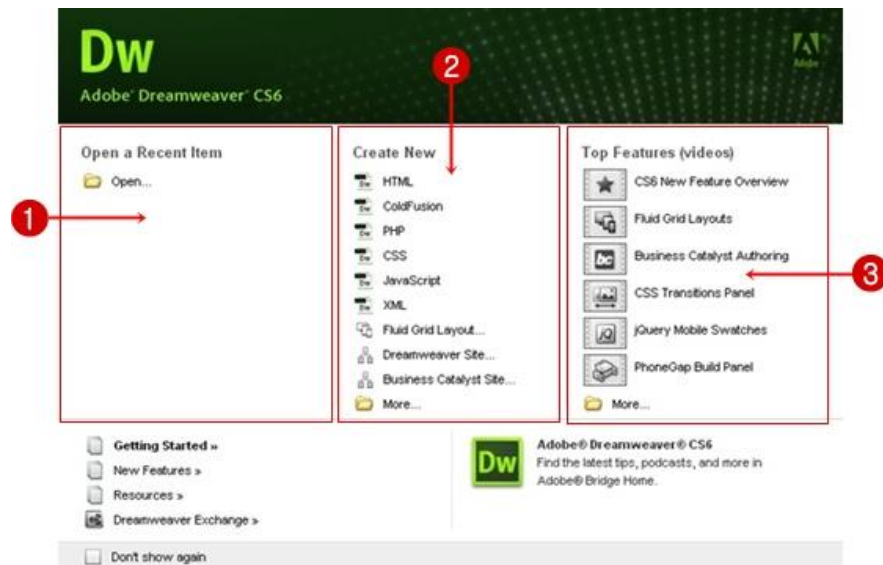 Dw
Adobe® Dreamweaver® CS6
Adobe
2
Open a Recent Item
Open...
1
Create New
HTML
ColdFusion
PHP
CSS
JavaScript
XML
Fluid Grid Layout...
Dreamweaver Site...
Business Catalyst Site...
More...
Top Features (videos)
CS6 New Feature Overview
Fluid Grid Layouts
Business Catalyst Authoring
CSS Transitions Panel
jQuery Mobile Swatches
PhoneGap Build Panel
More...
3
Getting Started »
New Features »
Resources »
Dreamweaver Exchange »
Dw
Adobe® Dreamweaver® CS6
Find the latest tips, podcasts, and more in
Adobe® Bridge Home.
Don't show again